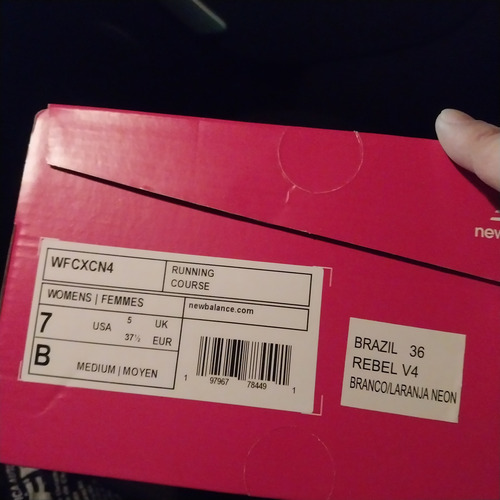 WFCXCN4
RUNNING
COURSE
WOMENS | FEMMES
newbalance.com
7 USA 5 UK
37½ EUR
B MEDIUM | MOYEN
1 97967 78449 1
BRAZIL 36
REBEL V4
BRANCO/LARANJA NEON
new